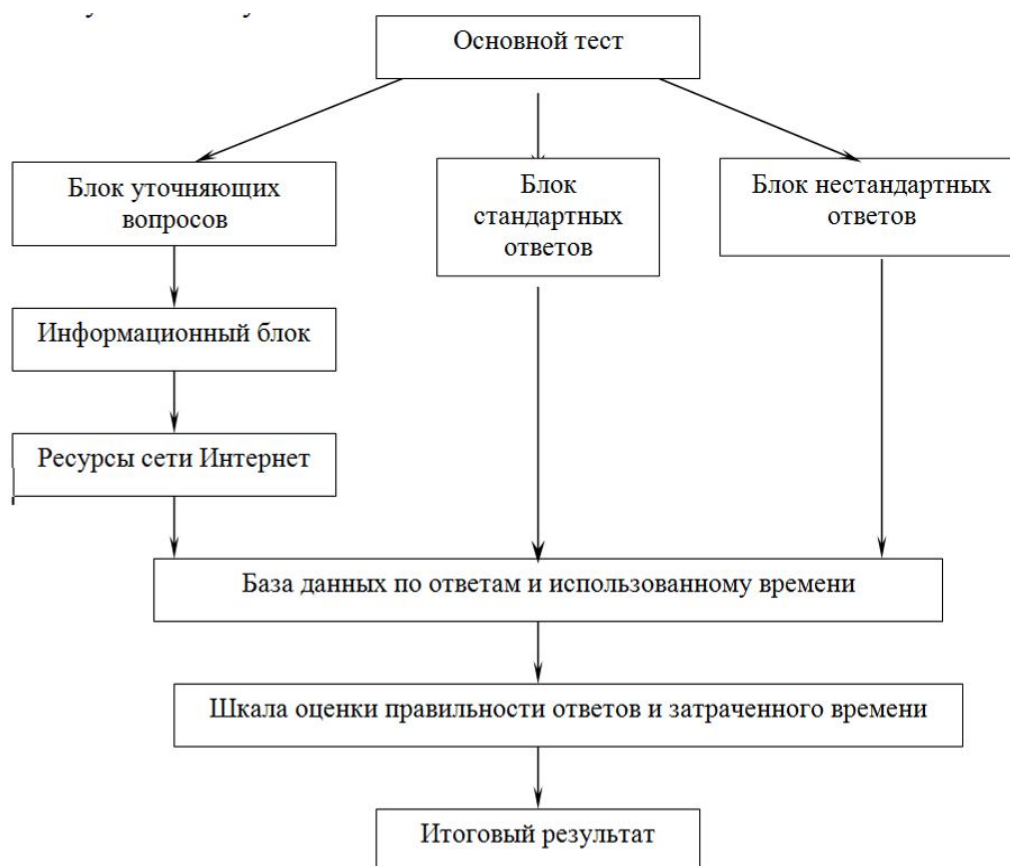 Основной тест
Блок уточняющих
вопросов
Блок
стандартных
ответов
Блок нестандартных
ответов
Информационный блок
Ресурсы сети Интернет
База данных по ответам и использованному времени
Шкала оценки правильности ответов и затраченного времени
Итоговый результат